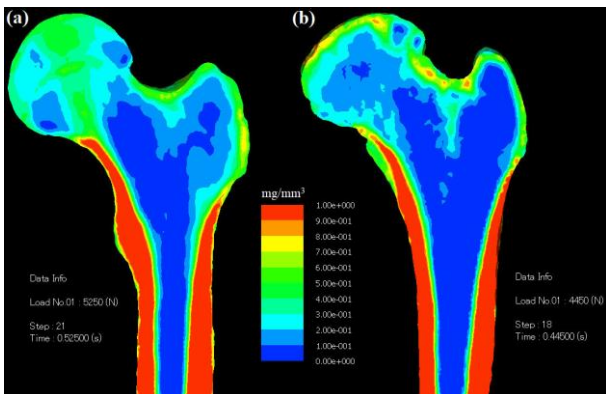 (a)
(b)
mg/mm³
1.00e+000
9.00e-001
8.00e-001
7.00e-001
6.00e-001
5.00e-001
4.00e-001
3.00e-001
2.00e-001
1.00e-001
0.00e+000
Data Info
Load No.01 : 5250 (N)
Step : 21
Time : 0.52500 (s)
Data Info
Load No.01 : 4450 (N)
Step : 18
Time : 0.44500 (s)